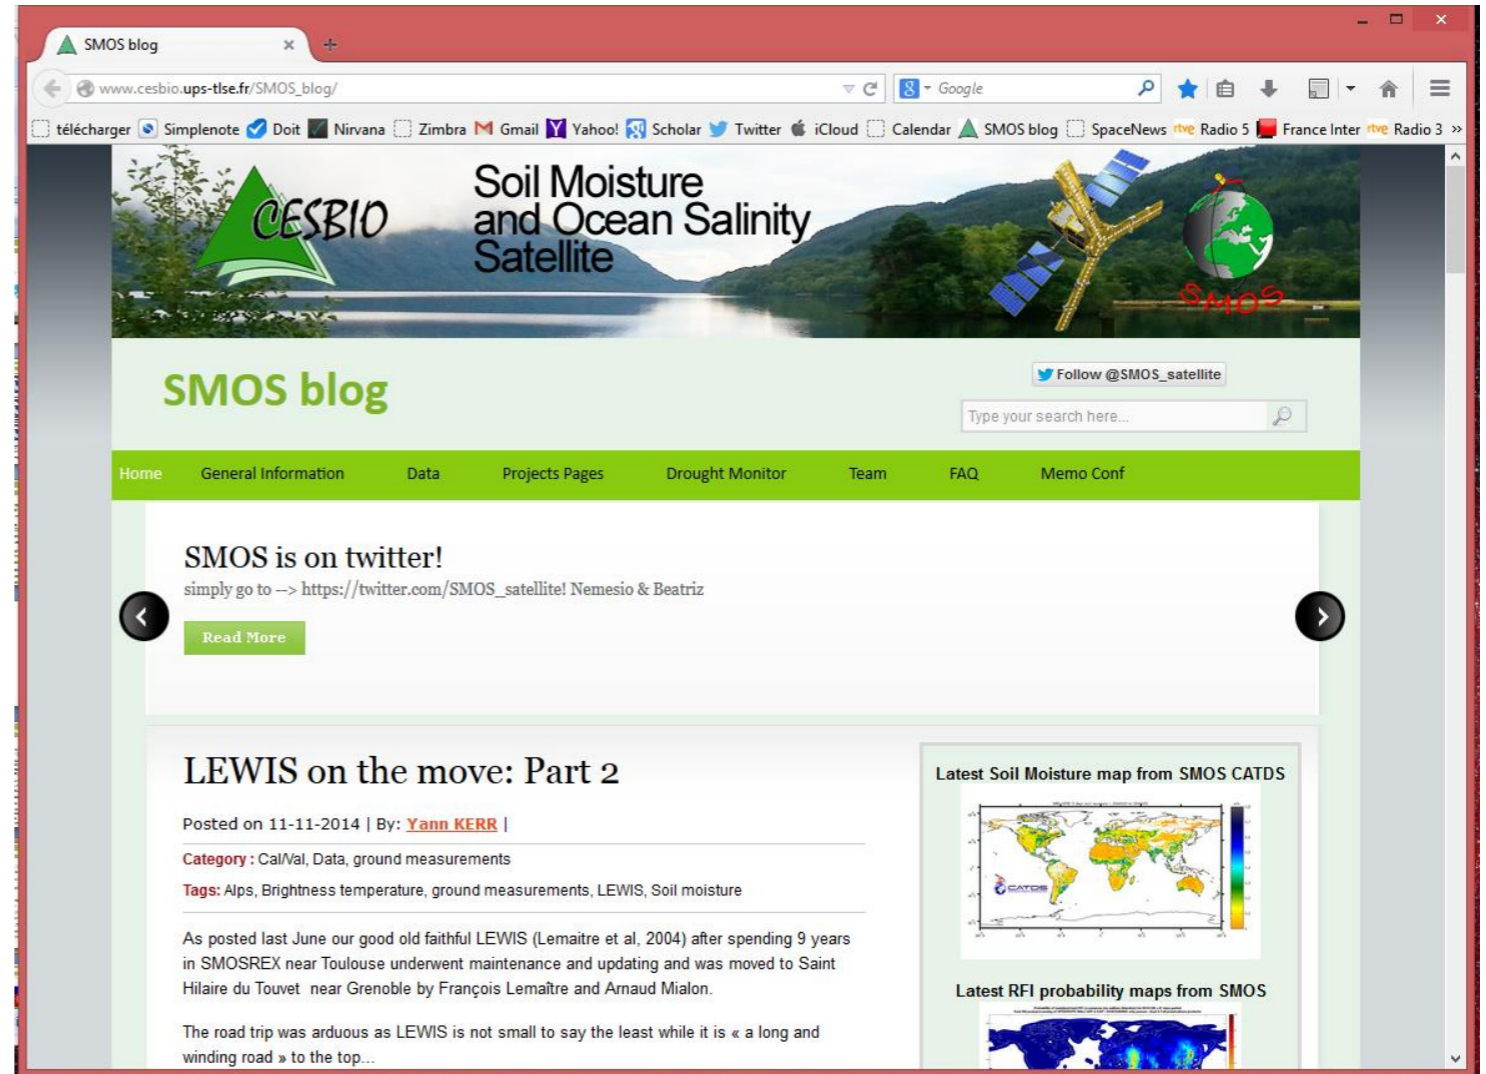 SMOS blog
www.cesbio.ups-tlse.fr/SMOS_blog/
Google
télécharger Simplenote Doit Nirvana Zimbra Gmail Yahoo! Scholar Twitter iCloud Calendar SMOS blog SpaceNews Radio 5 France Inter Radio 3 »
CESBIO
Soil Moisture
and Ocean Salinity
Satellite
SMOS
SMOS blog
Follow @SMOS_satellite
Type your search here...
Home General Information Data Projects Pages Drought Monitor Team FAQ Memo Conf
SMOS is on twitter!
simply go to --> https://twitter.com/SMOS_satellite! Nemesio & Beatriz
Read More
LEWIS on the move: Part 2
Posted on 11-11-2014 | By: Yann KERR |
Category : Cal/Val, Data, ground measurements
Tags: Alps, Brightness temperature, ground measurements, LEWIS, Soil moisture
As posted last June our good old faithful LEWIS (Lemaitre et al, 2004) after spending 9 years
in SMOSREX near Toulouse underwent maintenance and updating and was moved to Saint
Hilaire du Touvet near Grenoble by François Lemaître and Arnaud Mialon.
The road trip was arduous as LEWIS is not small to say the least while it is « a long and
winding road » to the top...
Latest Soil Moisture map from SMOS CATDS
CATDS
Latest RFI probability maps from SMOS